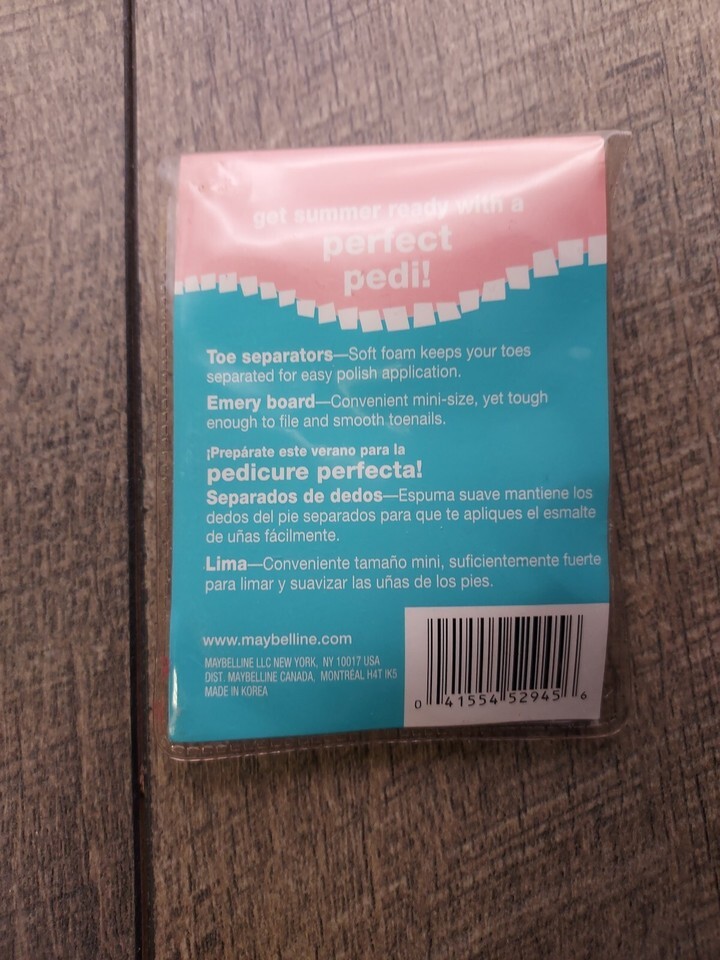 get summer ready with a
perfect
pedi!
Toe separators—Soft foam keeps your toes
separated for easy polish application.
Emery board—Convenient mini-size, yet tough
enough to file and smooth toenails.
¡Prepárate este verano para la
pedicure perfecta!
Separados de dedos—Espuma suave mantiene los
dedos del pie separados para que te apliques el esmalte
de uñas fácilmente.
Lima—Conveniente tamaño mini, suficientemente fuerte
para limar y suavizar las uñas de los pies.
www.maybelline.com
MAYBELLINE LLC NEW YORK, NY 10017 USA
DIST. MAYBELLINE CANADA, MONTRÉAL H4T IK5
MADE IN KOREA
0 41554 52945 6